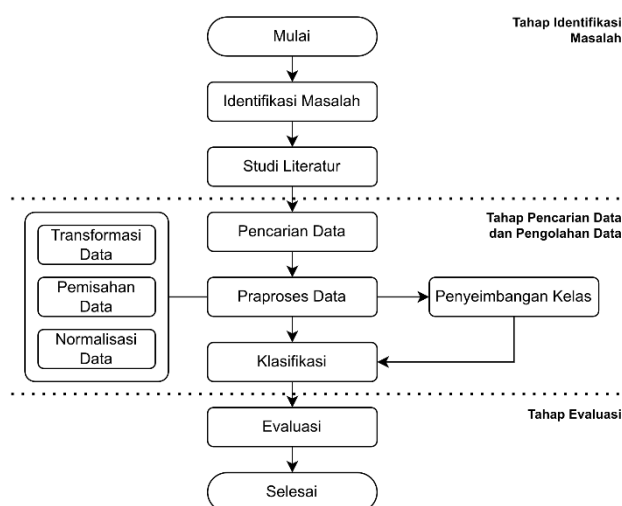 Mulai
Tahap Identifikasi
Masalah
Identifikasi Masalah
Studi Literatur
Tahap Pencarian Data
dan Pengolahan Data
Transformasi
Data
Pemisahan
Data
Normalisasi
Data
Pencarian Data
Praproses Data
Penyeimbangan Kelas
Klasifikasi
Tahap Evaluasi
Evaluasi
Selesai